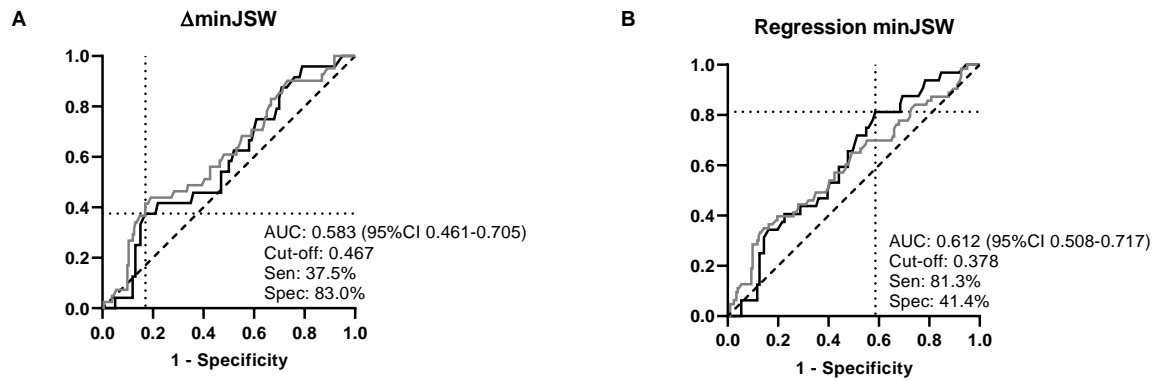 A
ΔminJSW
1.0
0.8
0.6
0.4
0.2
0.0
AUC: 0.583 (95%CI 0.461-0.705)
Cut-off: 0.467
Sen: 37.5%
Spec: 83.0%
0.0 0.2 0.4 0.6 0.8 1.0
1 - Specificity
B
Regression minJSW
1.0
0.8
0.6
0.4
0.2
0.0
AUC: 0.612 (95%CI 0.508-0.717)
Cut-off: 0.378
Sen: 81.3%
Spec: 41.4%
0.0 0.2 0.4 0.6 0.8 1.0
1 - Specificity